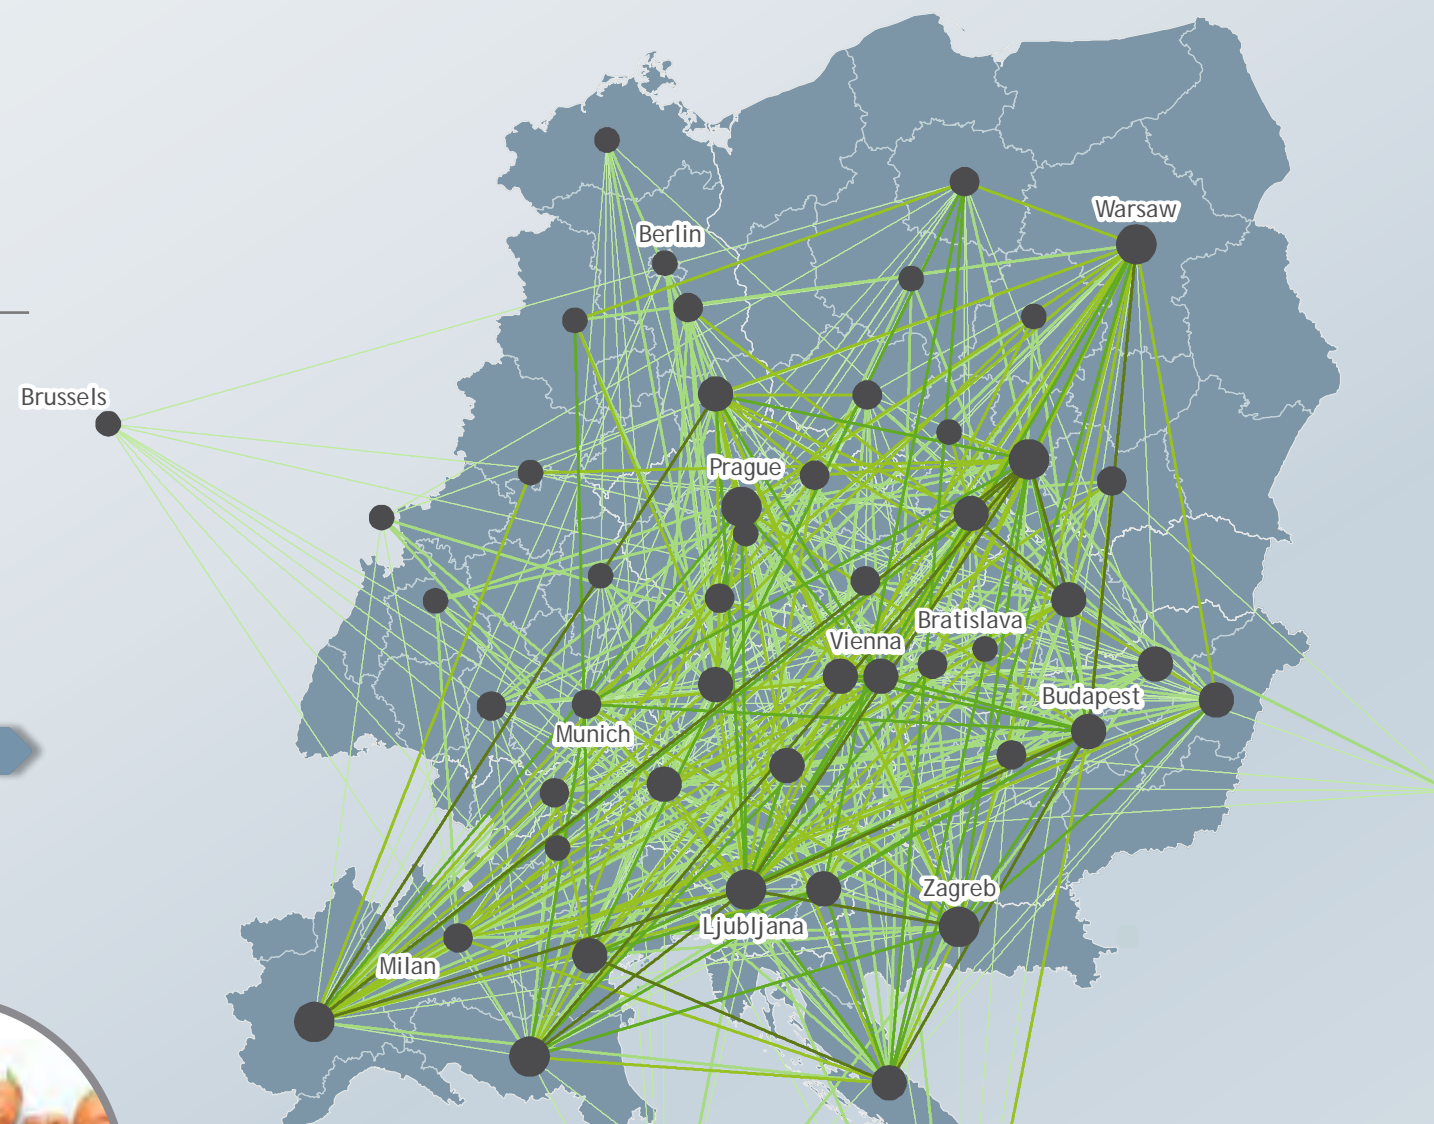 Warsaw
Berlin
Brussels
Prague
Bratislava
Vienna
Budapest
Munich
Zagreb
Ljubljana
Milan